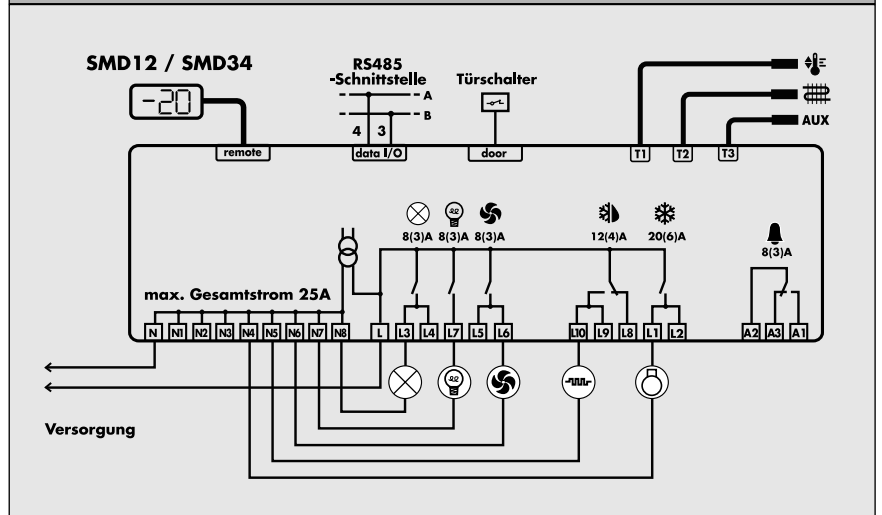 SMD12 / SMD34
-20
RS485
-Schnittstelle
A
B
4 3
Türschalter
AUX
remote
data I/O
door
T1
T2
T3
8(3)A
8(3)A
8(3)A
12(4)A
20(6)A
8(3)A
max. Gesamtstrom 25A
N N1 N2 N3 N4 N5 N6 N7 N8 L L3 L4 L7 L5 L6 L10 L9 L8 L1 L2 A2 A3 A1
Versorgung